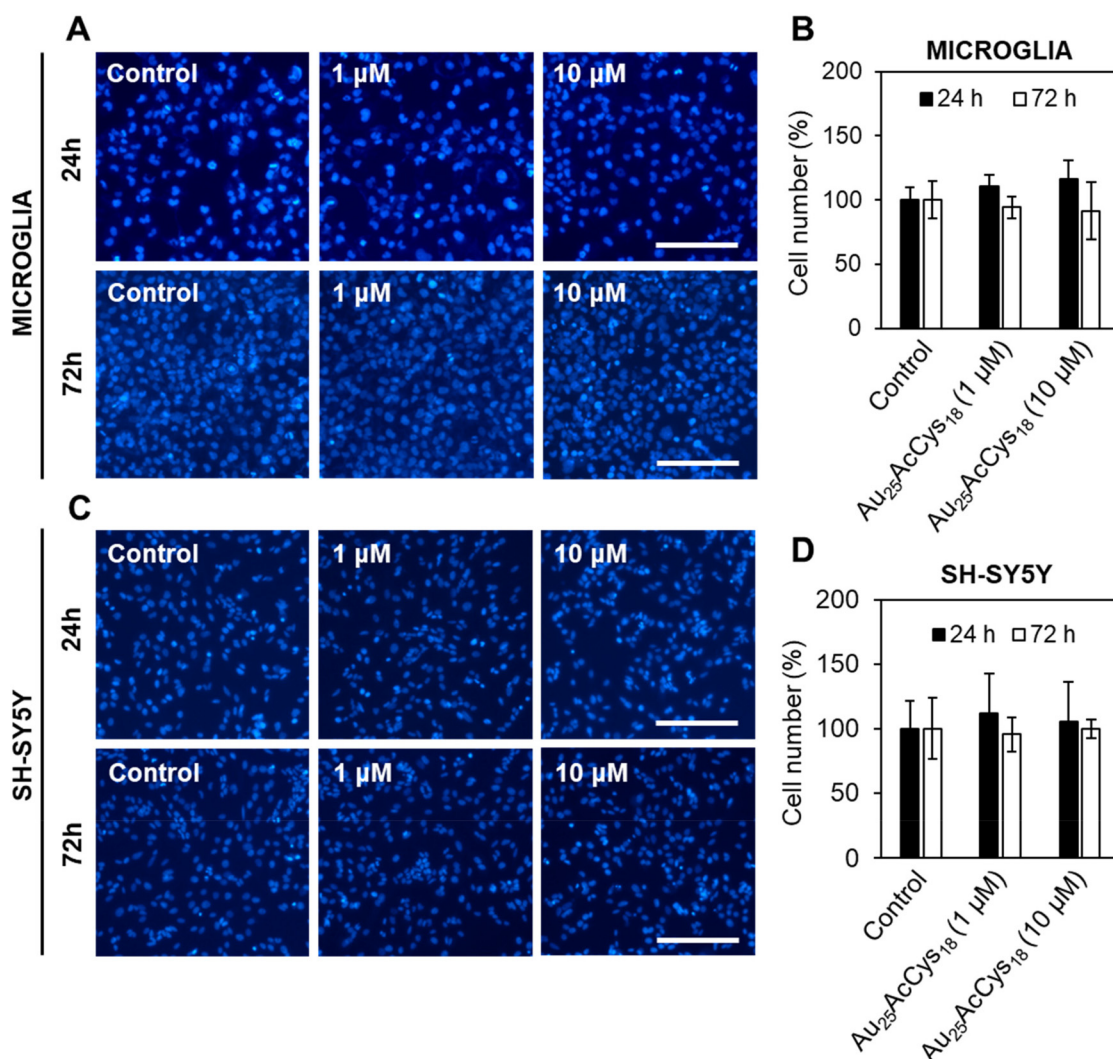 A
MICROGLIA
24h
Control
1 µM
10 µM
72h
Control
1 µM
10 µM
B
MICROGLIA
200
150
100
50
0
Cell number (%)
24 h
72 h
Control
Au₂₅AcCys₁₈ (1 µM)
Au₂₅AcCys₁₈ (10 µM)
C
SH-SY5Y
24h
Control
1 µM
10 µM
72h
Control
1 µM
10 µM
D
SH-SY5Y
200
150
100
50
0
Cell number (%)
24 h
72 h
Control
Au₂₅AcCys₁₈ (1 µM)
Au₂₅AcCys₁₈ (10 µM)